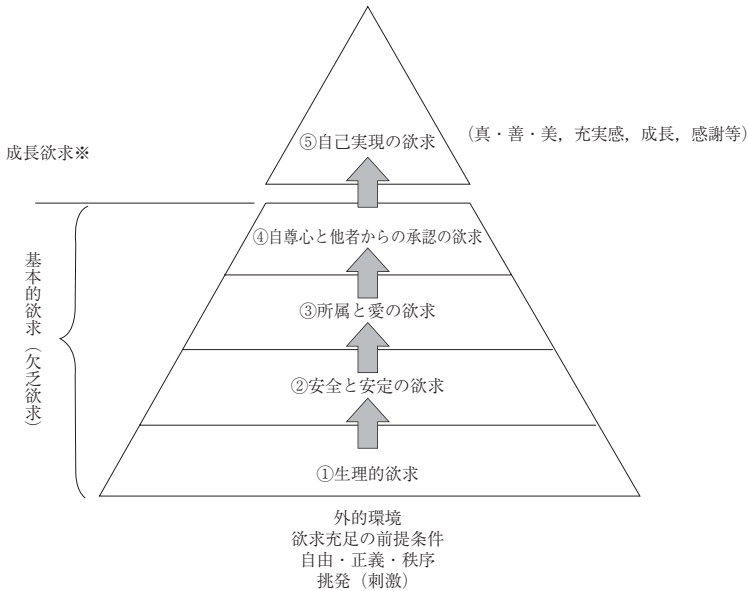 ⑤自己実現の欲求
(真・善・美,充実感,成長,感謝等)
成長欲求※
④自尊心と他者からの承認の欲求
基本的欲求(欠乏欲求)
③所属と愛の欲求
②安全と安定の欲求
①生理的欲求
外的環境
欲求充足の前提条件
自由・正義・秩序
挑発(刺激)